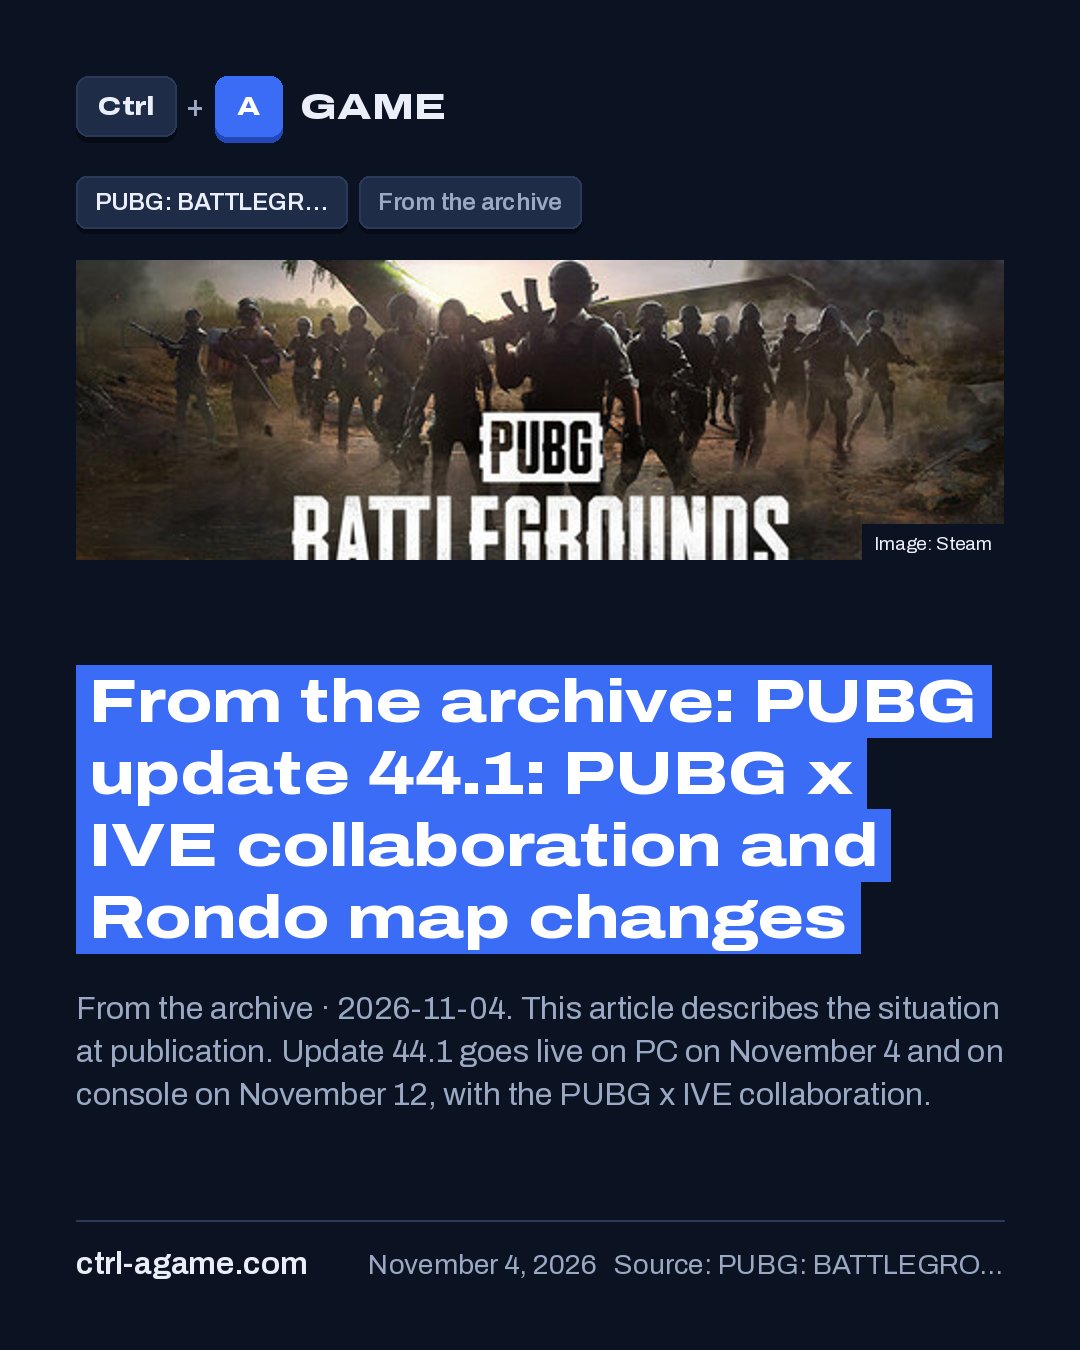 Ctrl + A GAME
PUBG: BATTLEGR... From the archive
PUBG
BATTLEGROUNDS
Image: Steam
From the archive: PUBG
update 44.1: PUBG x
IVE collaboration and
Rondo map changes
From the archive · 2026-11-04. This article describes the situation
at publication. Update 44.1 goes live on PC on November 4 and on
console on November 12, with the PUBG x IVE collaboration.
ctrl-agame.com November 4, 2026 Source: PUBG: BATTLEGRO...